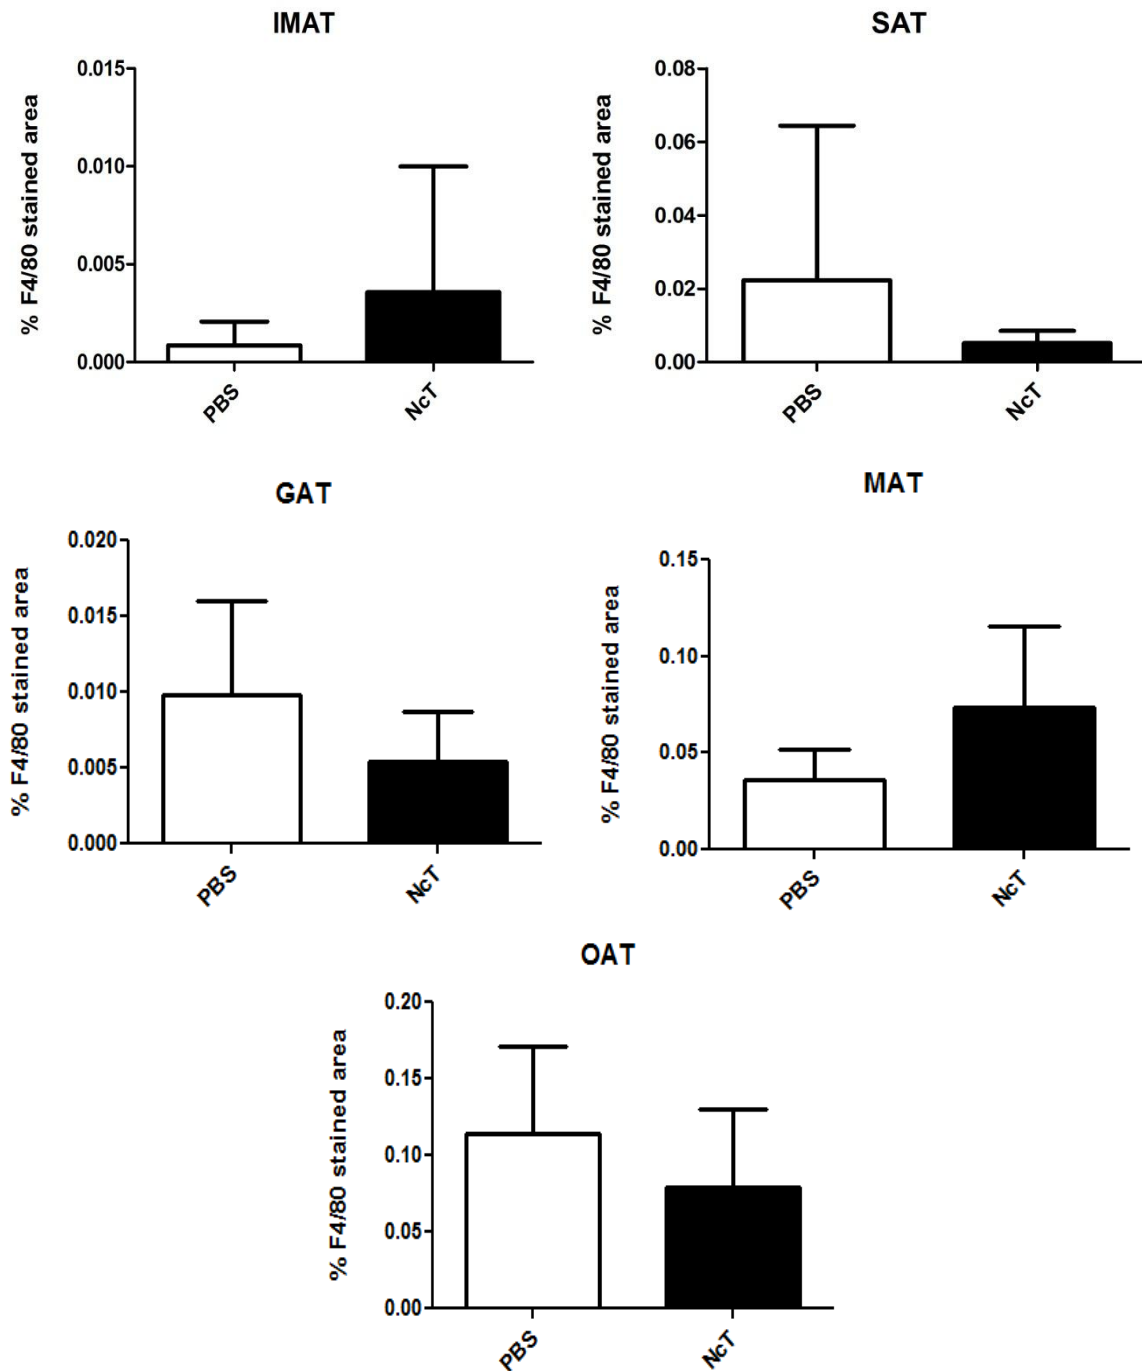 IMAT
% F4/80 stained area
0.015
0.010
0.005
0.000
PBS
NcT
SAT
% F4/80 stained area
0.08
0.06
0.04
0.02
0.00
PBS
NcT
GAT
% F4/80 stained area
0.020
0.015
0.010
0.005
0.000
PBS
NcT
MAT
% F4/80 stained area
0.15
0.10
0.05
0.00
PBS
NcT
OAT
% F4/80 stained area
0.20
0.15
0.10
0.05
0.00
PBS
NcT